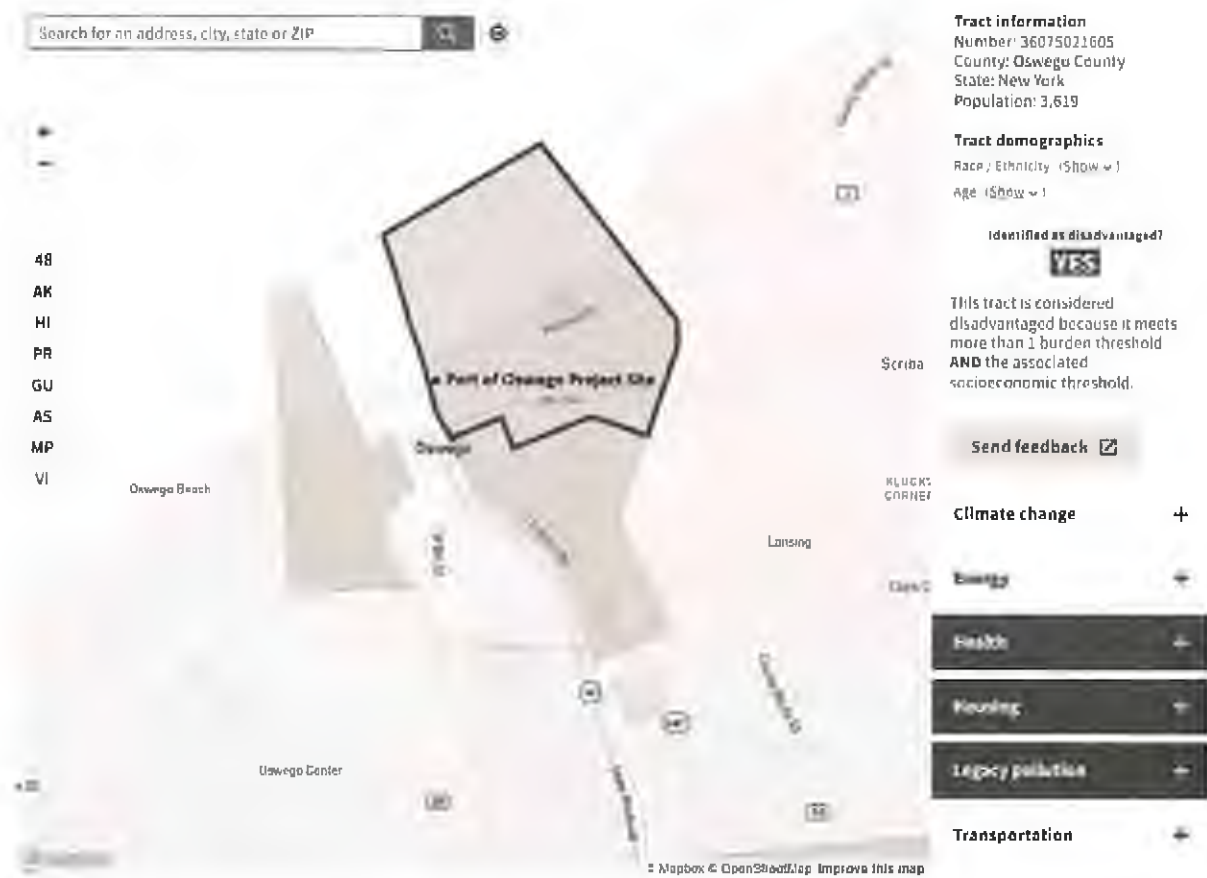 Search for an address, city, state or ZIP
48
AK
HI
PR
GU
AS
MP
VI
Port of Oswego Project Site
Oswego
Oswego Beach
Oswego Center
Scriba
CORNER
Lansing
© Mapbox © OpenStreetMap Improve this map
Tract information
Number: 36075021605
County: Oswego County
State: New York
Population: 3,619
Tract demographics
Race / Ethnicity (Show )
Age (Show )
Identified as disadvantaged?
YES
This tract is considered
disadvantaged because it meets
more than 1 burden threshold
AND the associated
socioeconomic threshold.
Send feedback
Climate change +
Energy +
Health +
Housing +
Legacy pollution +
Transportation +